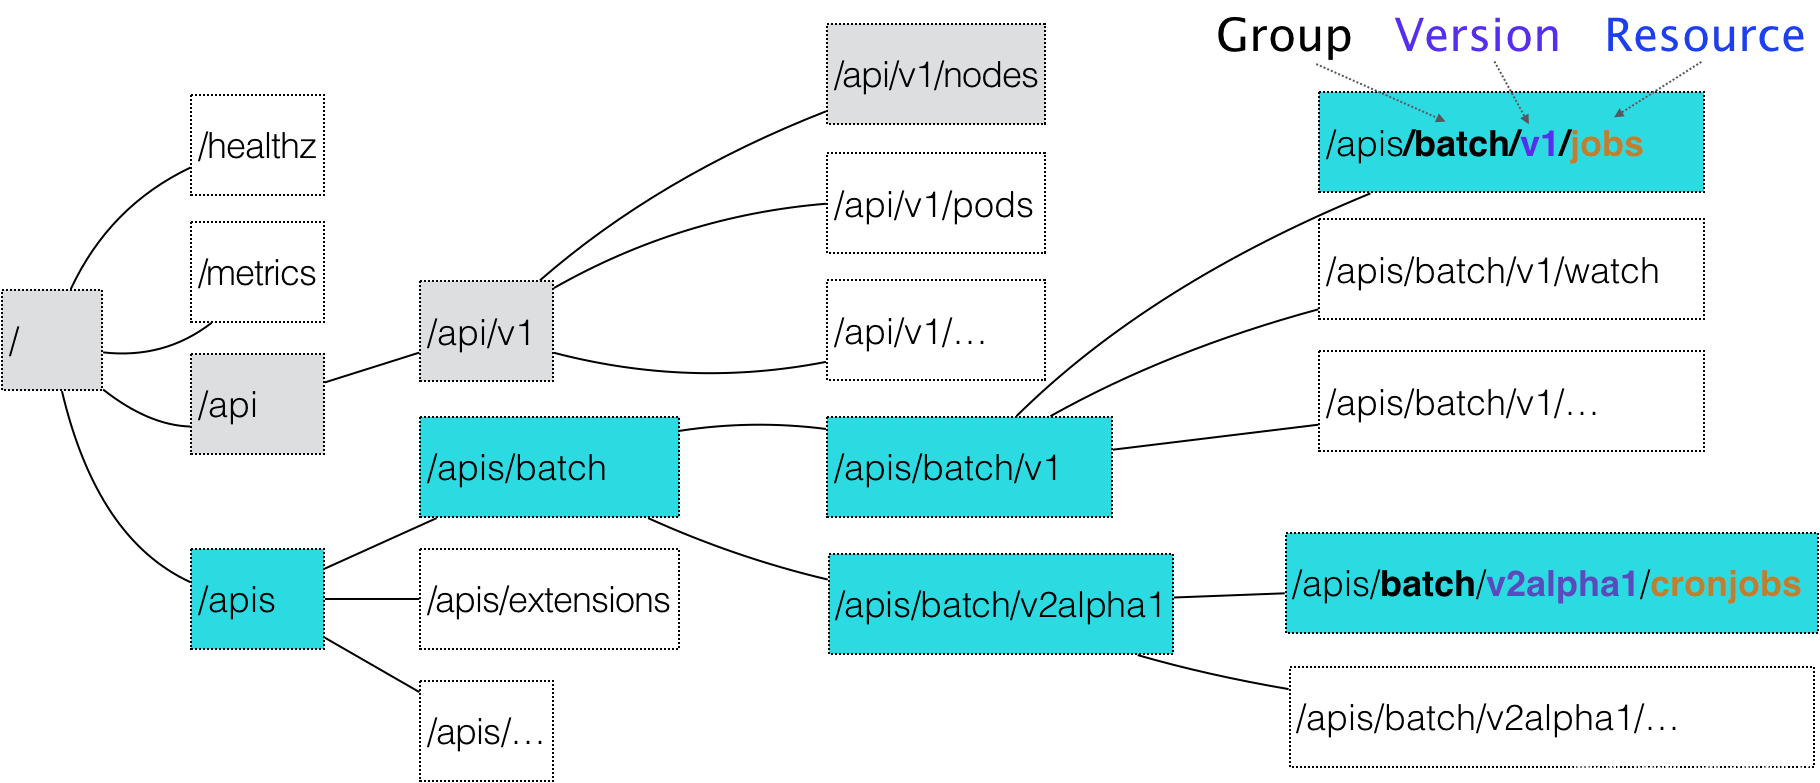 Group Version Resource
/api/v1/nodes
/healthz
/apis/batch/v1/jobs
/api/v1/pods
/metrics
/apis/batch/v1/watch
/
/api/v1
/api/v1/...
/api
/apis/batch/v1/...
/apis/batch
/apis/batch/v1
/apis
/apis/extensions
/apis/batch/v2alpha1
/apis/batch/v2alpha1/cronjobs
/apis/...
/apis/batch/v2alpha1/...